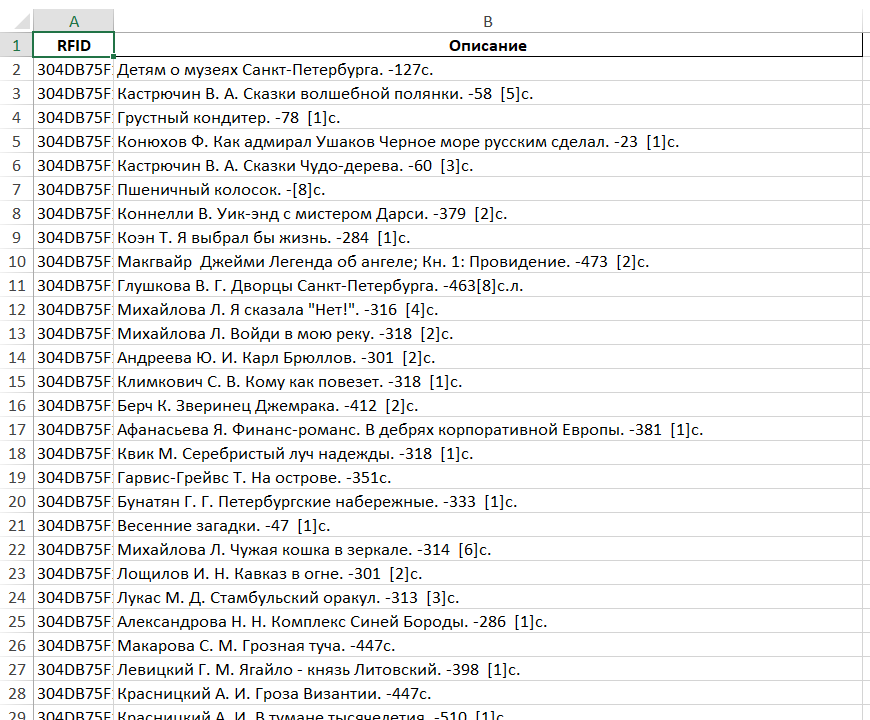 A B
1 RFID Описание
2 304DB75F Детям о музеях Санкт-Петербурга. -127с.
3 304DB75F Каструючин В. А. Сказки волшебной полянки. -58 [5]с.
4 304DB75F Грустный кондитер. -78 [1]с.
5 304DB75F Конюхов Ф. Как адмирал Ушаков Черное море русским сделал. -23 [1]с.
6 304DB75F Кастрючин В. А. Сказки Чудо-дерева. -60 [3]с.
7 304DB75F Пшеничный колосок. -[8]с.
8 304DB75F Коннелли В. Уик-энд с мистером Дарси. -379 [2]с.
9 304DB75F Коэн Т. Я выбрал бы жизнь. -284 [1]с.
10 304DB75F Макгвайр Джейми Легенда об ангеле; Кн. 1: Провидение. -473 [2]с.
11 304DB75F Глушкова В. Г. Дворцы Санкт-Петербурга. -463[8]с.л.
12 304DB75F Михайлова Л. Я сказала "Нет!". -316 [4]с.
13 304DB75F Михайлова Л. Войди в мою реку. -318 [2]с.
14 304DB75F Андреева Ю. И. Карл Брюллов. -301 [2]с.
15 304DB75F Климкович С. В. Кому как повезет. -318 [1]с.
16 304DB75F Берч К. Зверинец Джемрака. -412 [2]с.
17 304DB75F Афанасьева Я. Финанс-романс. В дебрях корпоративной Европы. -381 [1]с.
18 304DB75F Квик М. Серебристый луч надежды. -318 [1]с.
19 304DB75F Гарвис-Грейвс Т. На острове. -351с.
20 304DB75F Бунатян Г. Г. Петербургские набережные. -333 [1]с.
21 304DB75F Весенние загадки. -47 [1]с.
22 304DB75F Михайлова Л. Чужая кошка в зеркале. -314 [6]с.
23 304DB75F Лощилов И. Н. Кавказ в огне. -301 [2]с.
24 304DB75F Лукас М. Д. Стамбульский оракул. -313 [3]с.
25 304DB75F Александрова Н. Н. Комплекс Синей Бороды. -286 [1]с.
26 304DB75F Макарова С. М. Грозная туча. -447с.
27 304DB75F Левицкий Г. М. Ягайло - князь Литовский. -398 [1]с.
28 304DB75F Красницкий А. И. Гроза Византии. -447с.
29 304DB75F Красницкий А. И. В тумане тысячелетия. -510 [1]с.